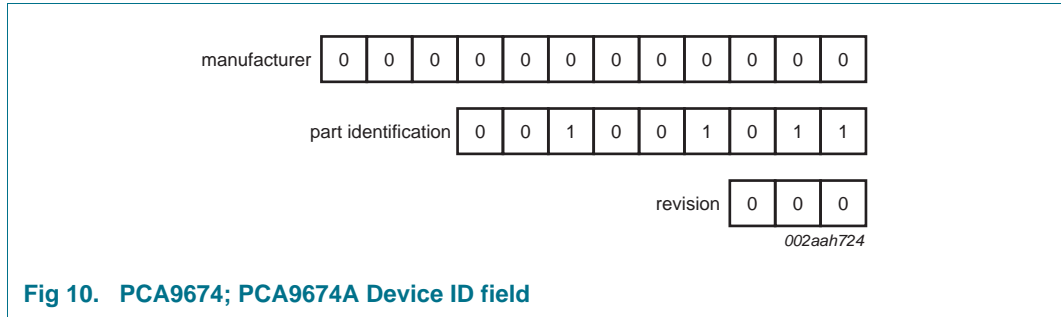 manufacturer 0 0 0 0 0 0 0 0 0 0 0 0
part identification 0 0 1 0 0 1 0 1 1
revision 0 0 0
002aah724
Fig 10. PCA9674; PCA9674A Device ID field